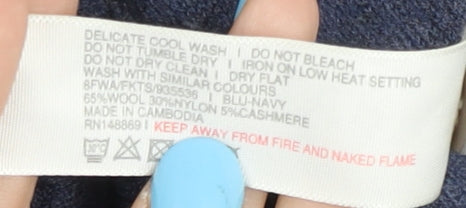 DELICATE COOL WASH | DO NOT BLEACH
DO NOT TUMBLE DRY | IRON ON LOW HEAT SETTING
DO NOT DRY CLEAN | DRY FLAT
WASH WITH SIMILAR COLOURS
8FWA/FKTS/935536 | BLU-NAVY
65%WOOL 30%NYLON 5%CASHMERE
MADE IN CAMBODIA
RN148869 | KEEP AWAY FROM FIRE AND NAKED FLAME
30°C